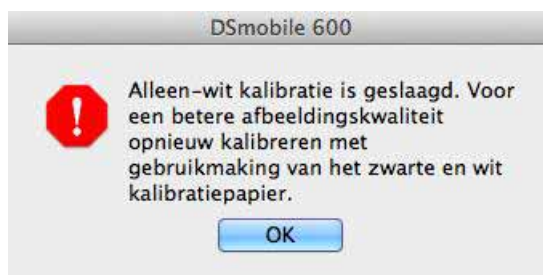 DSmobile 600
Alleen-wit kalibratie is geslaagd. Voor
een betere afbeeldingskwaliteit
opnieuw kalibreren met
gebruikmaking van het zwarte en wit
kalibratiepapier.
OK